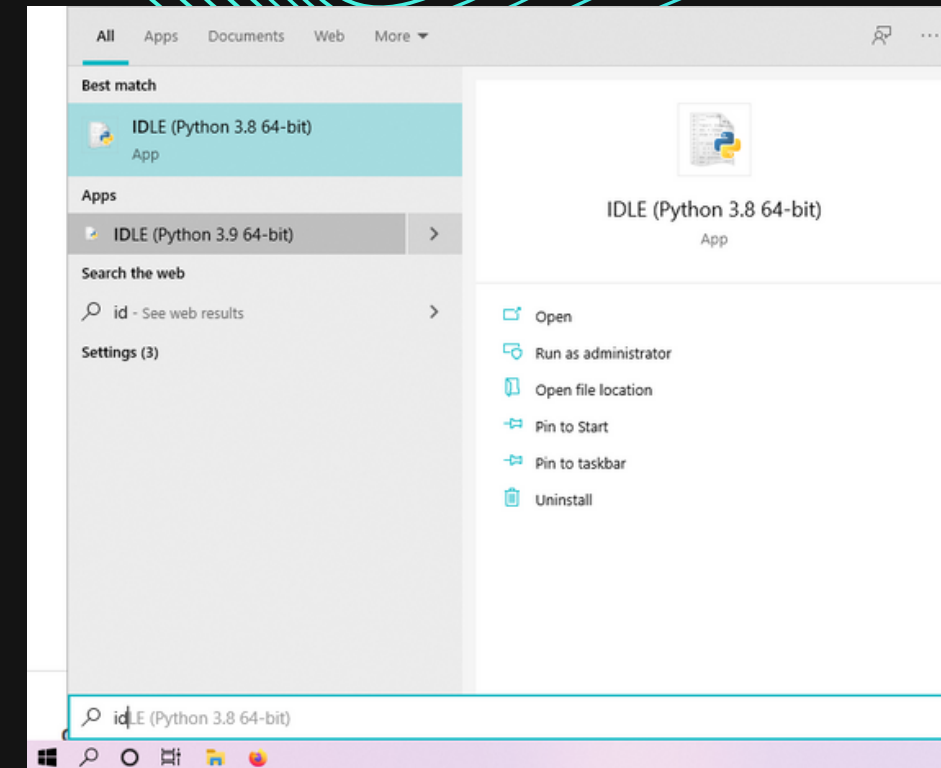 All Apps Documents Web More
Best match
IDLE (Python 3.8 64-bit)
App
Apps
IDLE (Python 3.9 64-bit)
Search the web
id - See web results
Settings (3)
IDLE (Python 3.8 64-bit)
App
Open
Run as administrator
Open file location
Pin to Start
Pin to taskbar
Uninstall
idLE (Python 3.8 64-bit)